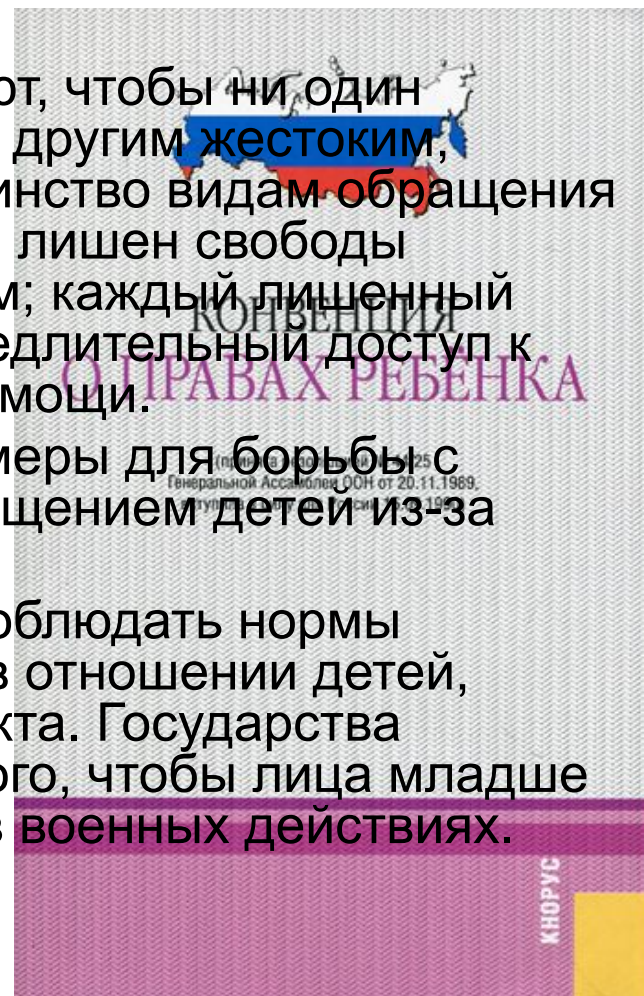 от, чтобы ни один
другим жестоким,
инство видам обращения
лишен свободы
м; каждый лишенный
едлительный доступ к
мощи.
меры для борьбы с
щением детей из-за
облюдать нормы
в отношении детей,
кта. Государства
ого, чтобы лица младше
в военных действиях.
КОНВЕНЦИЯ
О ПРАВАХ РЕБЕНКА
Генеральной Ассамблеи ООН от 20.11.1989,
КНОРУС